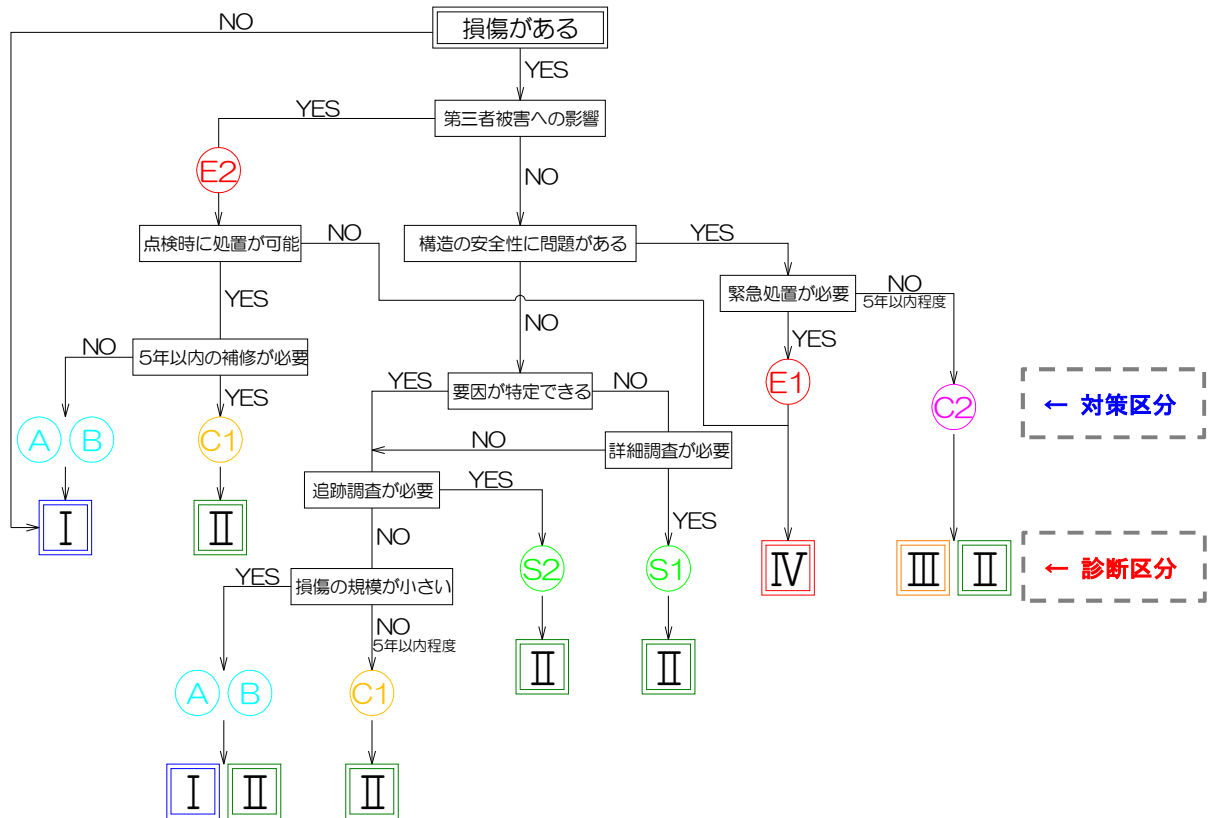 損傷がある
NO
YES
第三者被害への影響
YES
NO
E2
点検時に処置が可能
NO
YES
構造の安全性に問題がある
YES
NO
緊急処置が必要
NO
5年以内程度
YES
5年以内の補修が必要
NO
YES
E1
C2
← 対策区分
要因が特定できる
YES
NO
A
B
C1
詳細調査が必要
NO
YES
追跡調査が必要
YES
NO
Ⅰ
Ⅱ
S2
S1
Ⅳ
Ⅲ
Ⅱ
← 診断区分
損傷の規模が小さい
YES
NO
5年以内程度
Ⅱ
Ⅱ
A
B
C1
Ⅰ
Ⅱ
Ⅱ